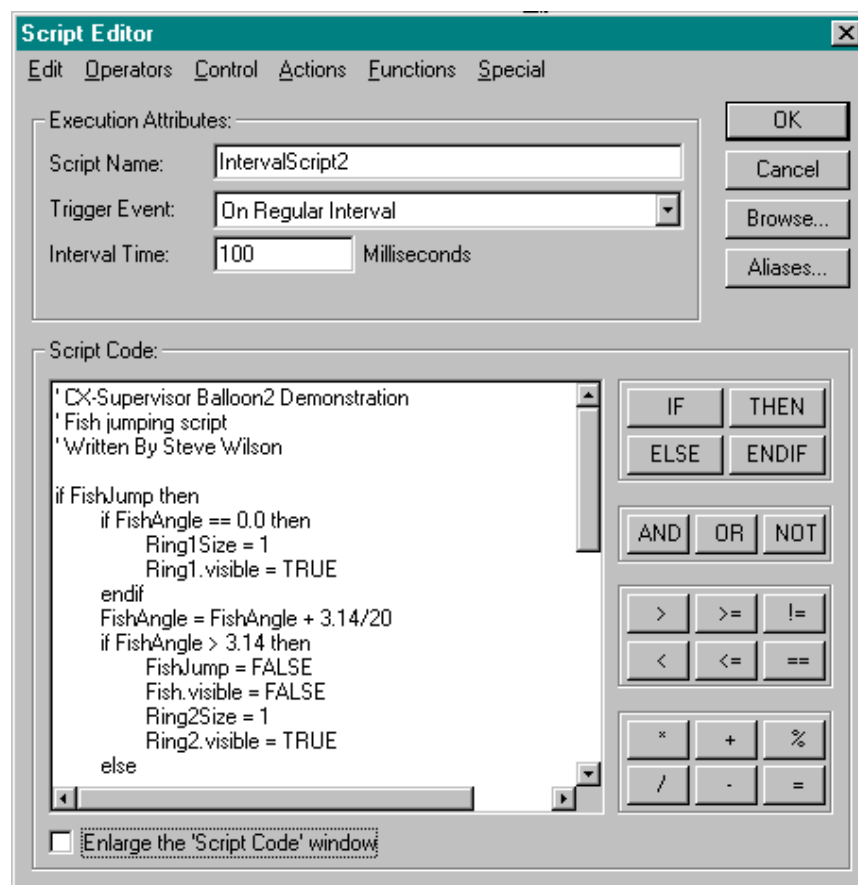 Script Editor
Edit Operators Control Actions Functions Special
Execution Attributes:
Script Name: IntervalScript2
Trigger Event: On Regular Interval
Interval Time: 100 Milliseconds
OK
Cancel
Browse...
Aliases...
Script Code:
' CX-Supervisor Balloon2 Demonstration
' Fish jumping script
' Written By Steve Wilson
if FishJump then
if FishAngle == 0.0 then
Ring1Size = 1
Ring1.visible = TRUE
endif
FishAngle = FishAngle + 3.14/20
if FishAngle > 3.14 then
FishJump = FALSE
Fish.visible = FALSE
Ring2Size = 1
Ring2.visible = TRUE
else
IF THEN
ELSE ENDIF
AND OR NOT
> >= !=
< <= ==
* + %
/ - =
Enlarge the 'Script Code' window